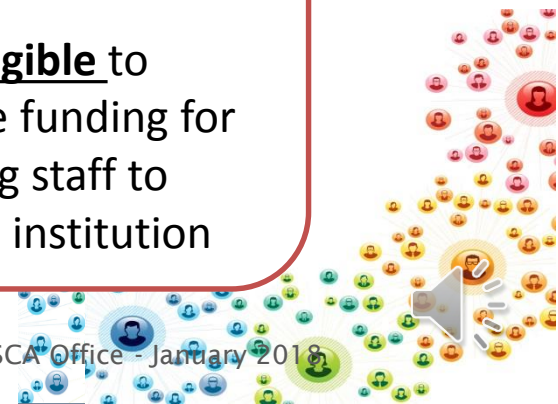 gible to
e funding for
g staff to
institution
SCA Office - January 2018